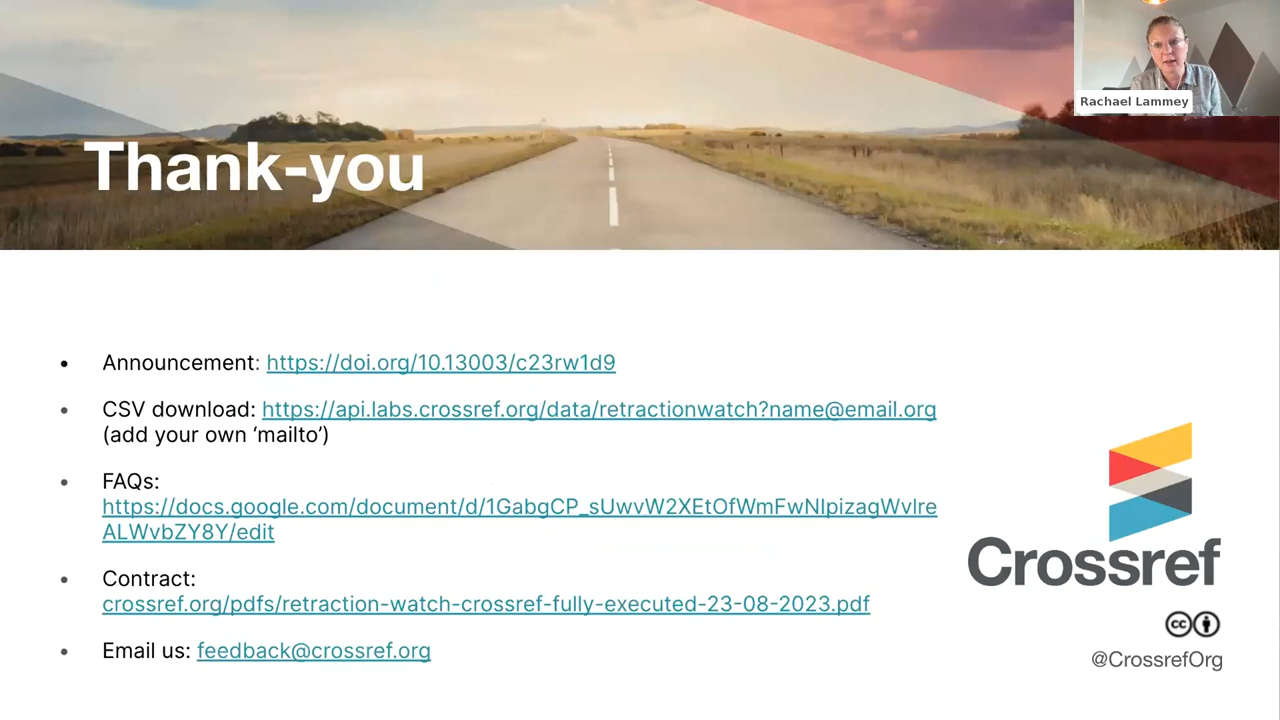 Rachael Lammey
Thank-you
• Announcement: https://doi.org/10.13003/c23rw1d9
• CSV download: https://api.labs.crossref.org/data/retractionwatch?name@email.org
(add your own ‘mailto’)
• FAQs:
https://docs.google.com/document/d/1GabgCP_sUwvW2XEtOfWmFwNlpizagWvlre
ALWvbZY8Y/edit
• Contract:
crossref.org/pdfs/retraction-watch-crossref-fully-executed-23-08-2023.pdf
• Email us: feedback@crossref.org
Crossref
cc
@CrossrefOrg